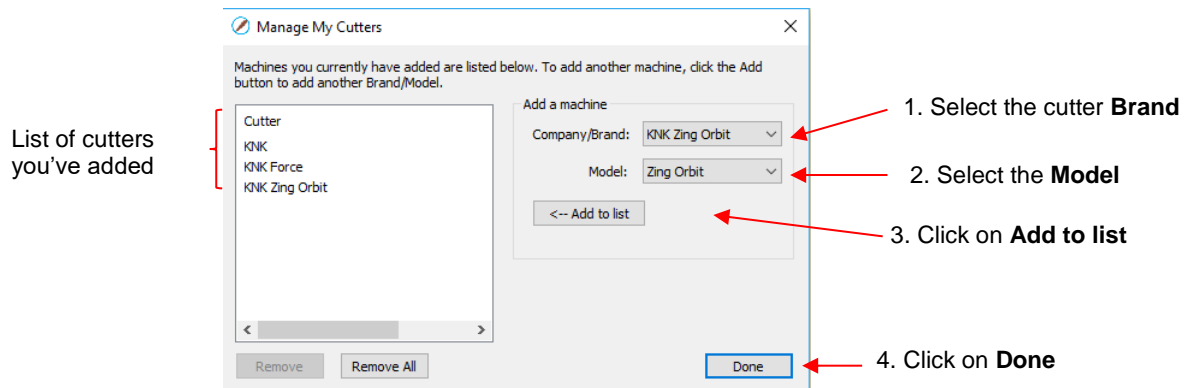 Manage My Cutters
Machines you currently have added are listed below. To add another machine, click the Add
button to add another Brand/Model.
List of cutters
you've added
Cutter
KNK
KNK Force
KNK Zing Orbit
Add a machine
Company/Brand: KNK Zing Orbit
Model: Zing Orbit
<-- Add to list
1. Select the cutter Brand
2. Select the Model
3. Click on Add to list
Remove
Remove All
Done
4. Click on Done